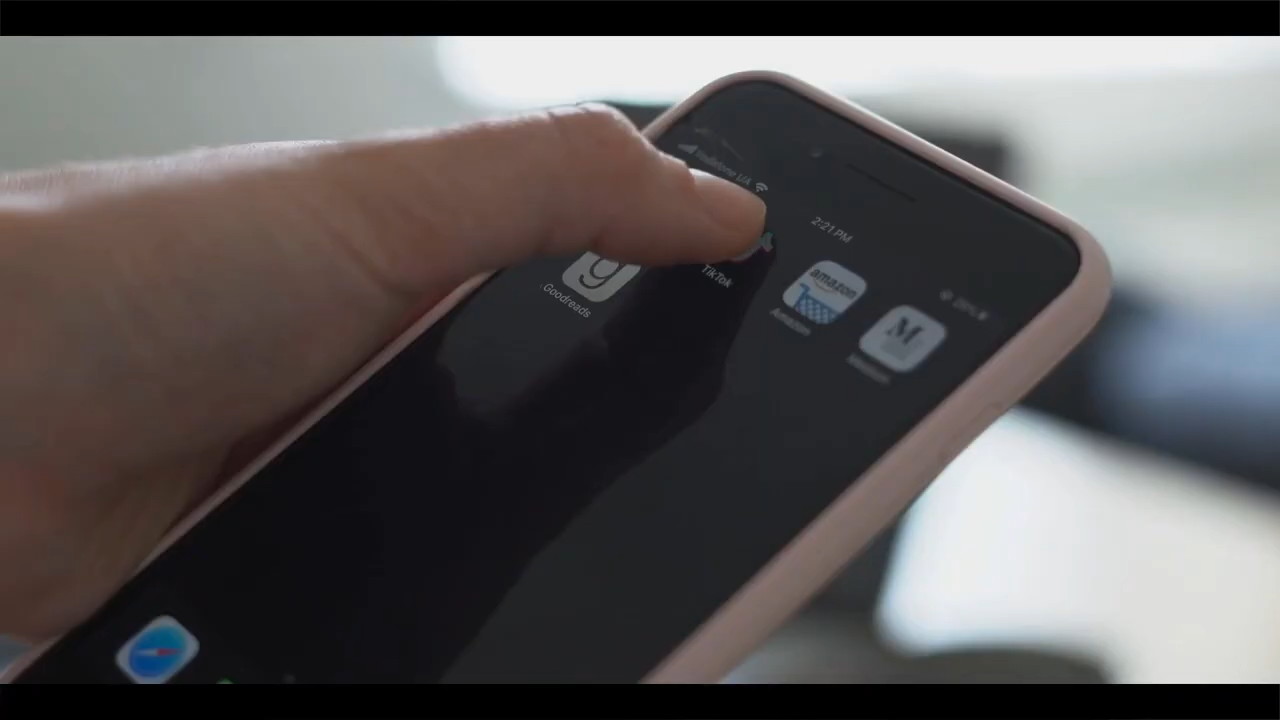 Vodafone UA
2:21 PM
Goodreads
g
TikTok
amazon
Amazon
M